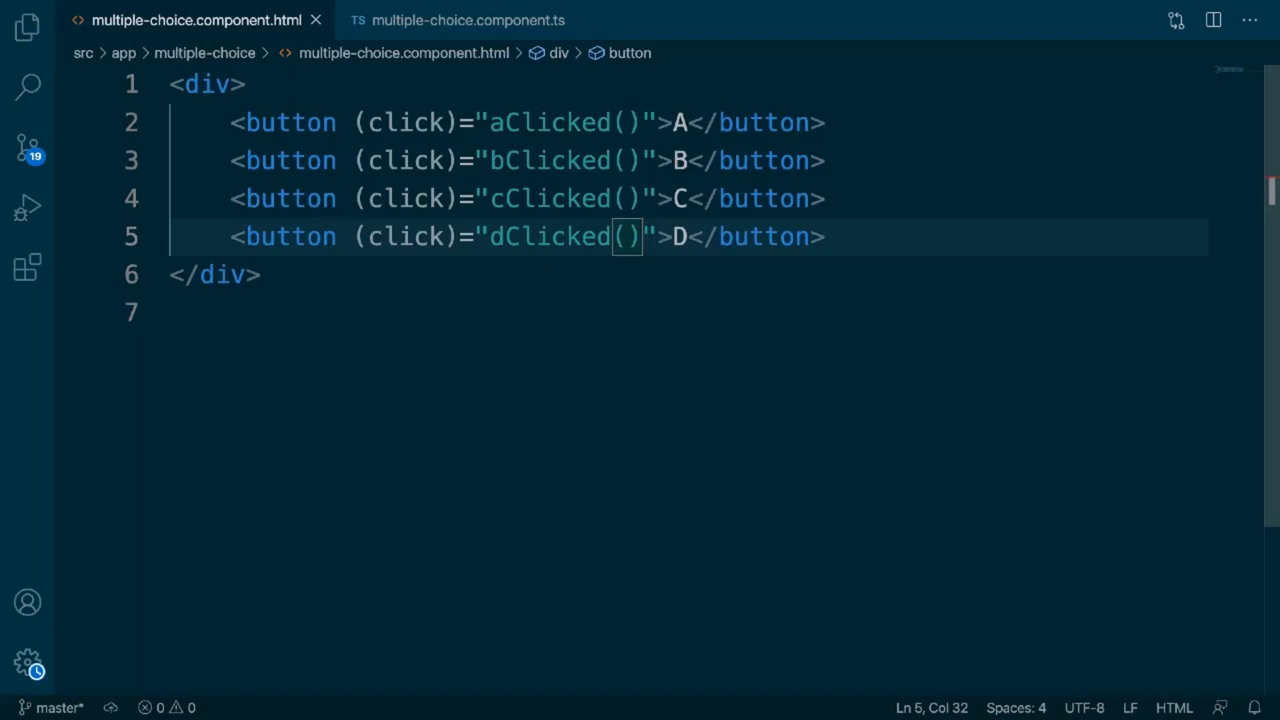 multiple-choice.component.html
TS multiple-choice.component.ts
src > app > multiple-choice > multiple-choice.component.html > div > button
1 <div>
2     <button (click)="aClicked()">A</button>
3     <button (click)="bClicked()">B</button>
4     <button (click)="cClicked()">C</button>
5     <button (click)="dClicked()">D</button>
6 </div>
7
19
master* 0 0 Ln 5, Col 32 Spaces: 4 UTF-8 LF HTML